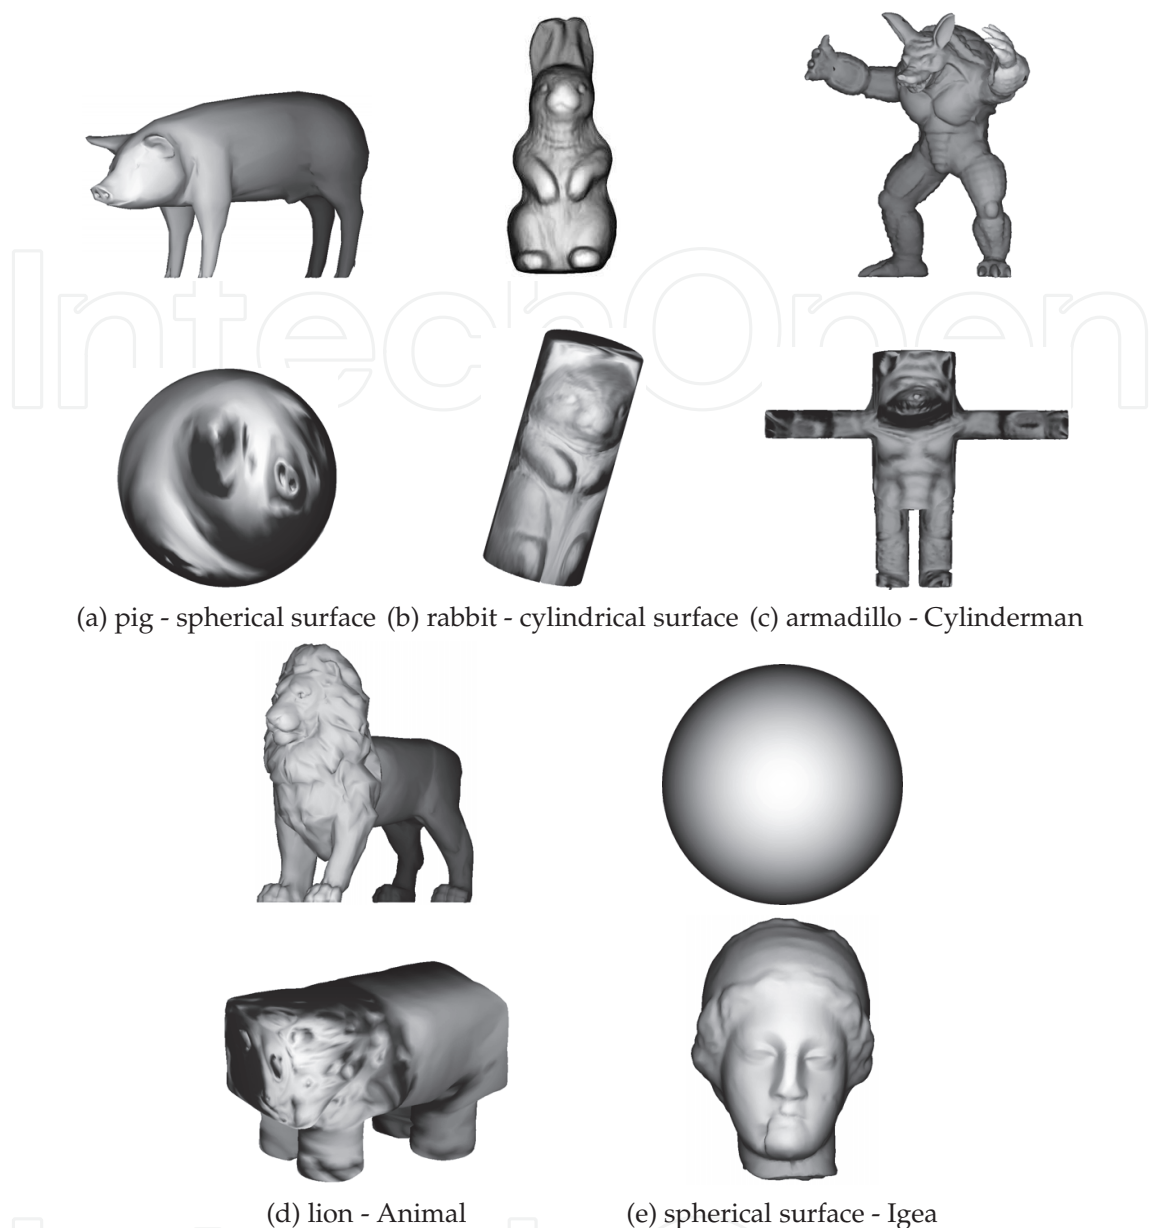 IntechOpen
(a) pig - spherical surface (b) rabbit - cylindrical surface (c) armadillo - Cylinderman
(d) lion - Animal (e) spherical surface - Igea